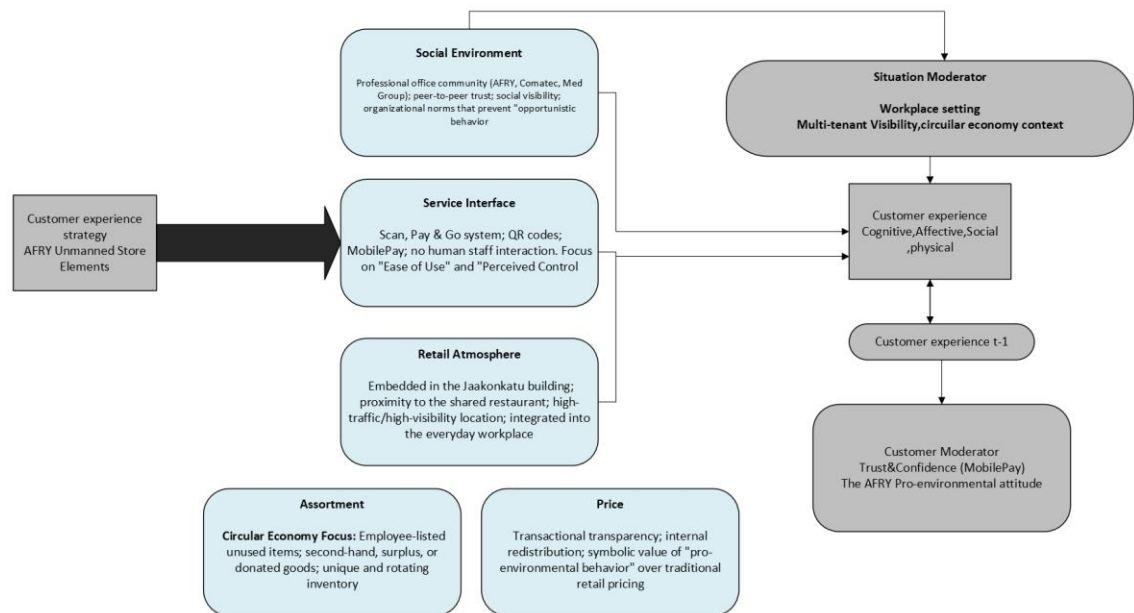 Social Environment
Professional office community (AFRY, Comatec, Med
Group); peer-to-peer trust; social visibility;
organizational norms that prevent "opportunistic
behavior
Situation Moderator
Workplace setting
Multi-tenant Visibility,circuilar economy context
Customer experience
strategy
AFRY Unmanned Store
Elements
Service Interface
Scan, Pay & Go system; QR codes;
MobilePay; no human staff interaction. Focus
on "Ease of Use" and "Perceived Control
Customer experience
Cognitive,Affective,Social
,physical
Customer experience t-1
Retail Atmosphere
Embedded in the Jaakonkatu building;
proximity to the shared restaurant; high-
traffic/high-visibility location; integrated into
the everyday workplace
Customer Moderator
Trust&Confidence (MobilePay)
The AFRY Pro-environmental attitude
Assortment
Circular Economy Focus: Employee-listed
unused items; second-hand, surplus, or
donated goods; unique and rotating
inventory
Price
Transactional transparency; internal
redistribution; symbolic value of "pro-
environmental behavior" over traditional
retail pricing